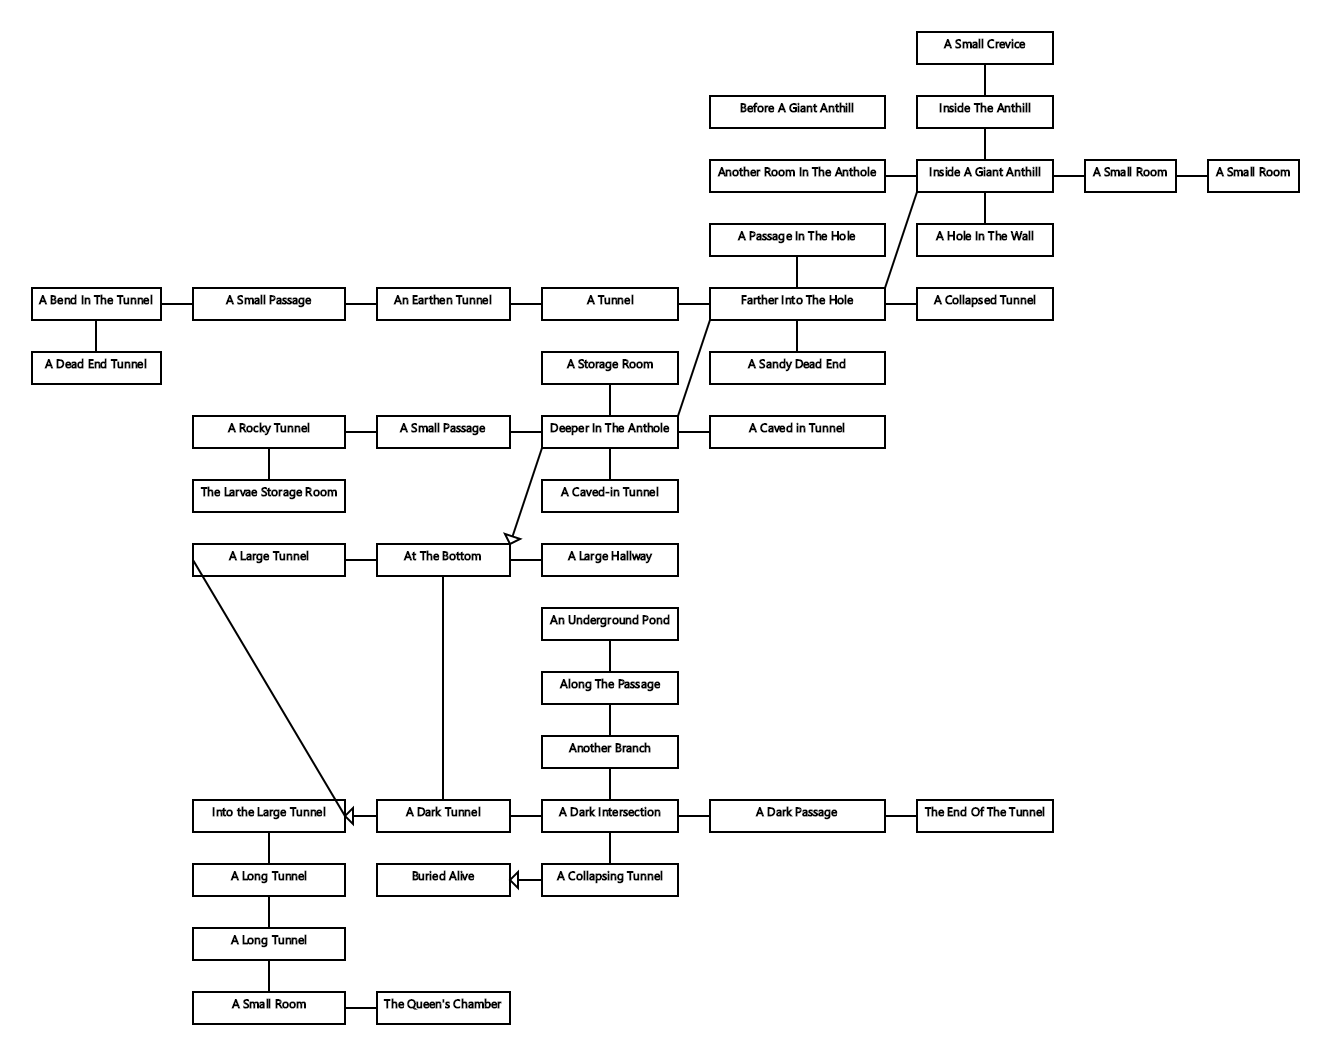 A Small Crevice
Before A Giant Anthill
Inside The Anthill
Another Room In The Anthole
Inside A Giant Anthill
A Small Room
A Small Room
A Passage In The Hole
A Hole In The Wall
A Bend In The Tunnel
A Small Passage
An Earthen Tunnel
A Tunnel
Farther Into The Hole
A Collapsed Tunnel
A Dead End Tunnel
A Storage Room
A Sandy Dead End
A Rocky Tunnel
A Small Passage
Deeper In The Anthole
A Caved in Tunnel
The Larvae Storage Room
A Caved-in Tunnel
A Large Tunnel
At The Bottom
A Large Hallway
An Underground Pond
Along The Passage
Another Branch
Into the Large Tunnel
A Dark Tunnel
A Dark Intersection
A Dark Passage
The End Of The Tunnel
A Long Tunnel
Buried Alive
A Collapsing Tunnel
A Long Tunnel
A Small Room
The Queen's Chamber